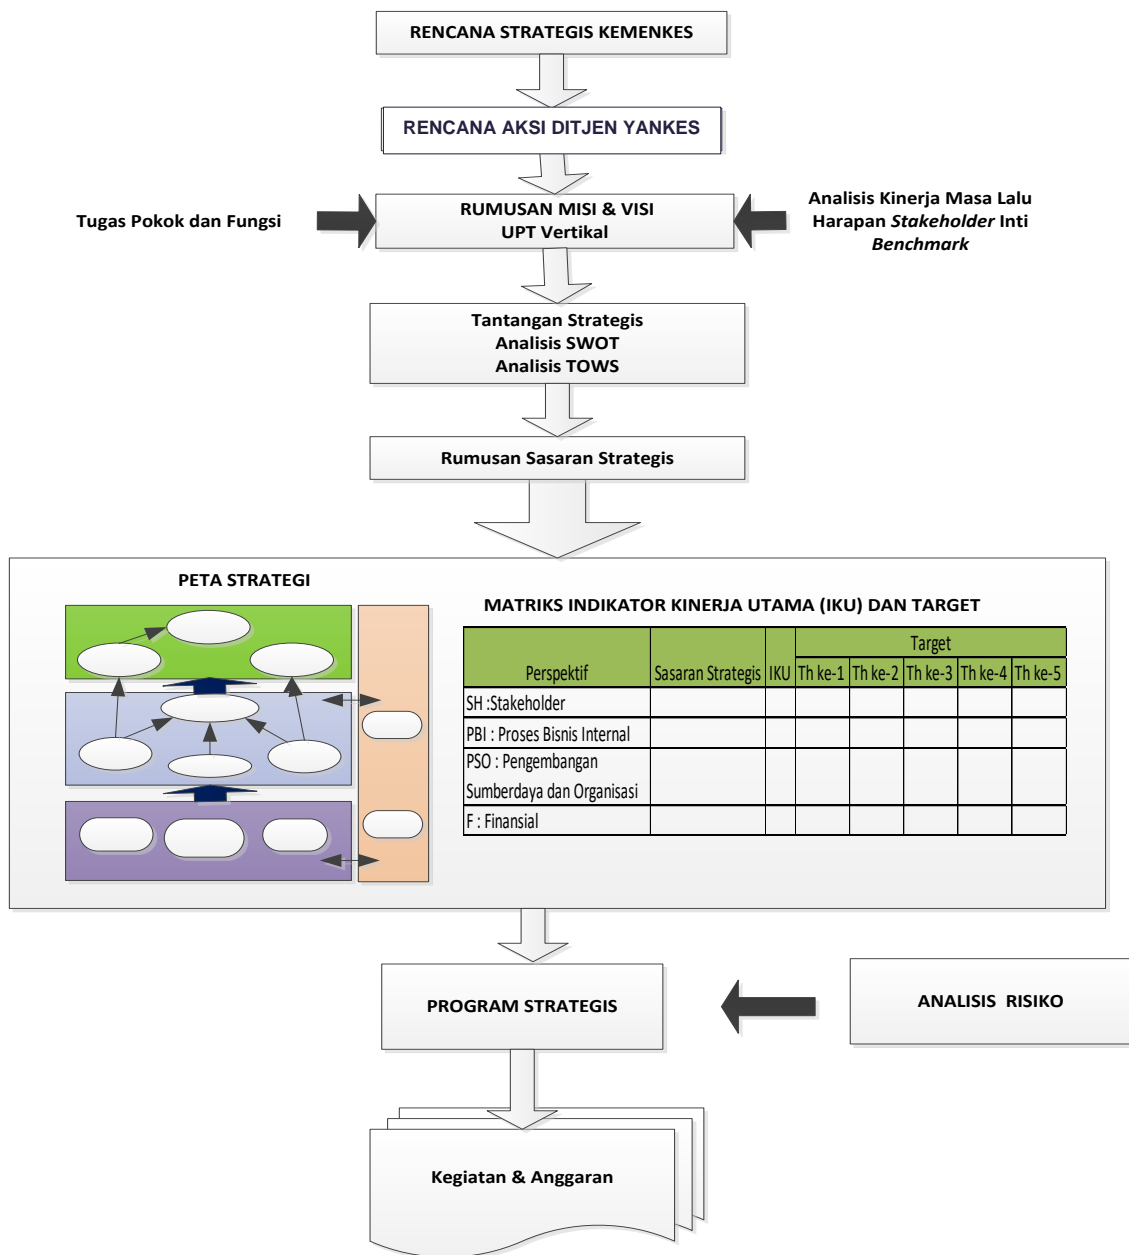 RENCANA STRATEGIS KEMENKES
RENCANA AKSI DITJEN YANKES
Tugas Pokok dan Fungsi
RUMUSAN MISI & VISI
UPT Vertikal
Analisis Kinerja Masa Lalu
Harapan Stakeholder Inti
Benchmark
Tantangan Strategis
Analisis SWOT
Analisis TOWS
Rumusan Sasaran Strategis
PETA STRATEGI
MATRIKS INDIKATOR KINERJA UTAMA (IKU) DAN TARGET
Target
Perspektif Sasaran Strategis IKU Th ke-1 Th ke-2 Th ke-3 Th ke-4 Th ke-5
SH :Stakeholder
PBI : Proses Bisnis Internal
PSO : Pengembangan
Sumberdaya dan Organisasi
F : Finansial
PROGRAM STRATEGIS
ANALISIS RISIKO
Kegiatan & Anggaran